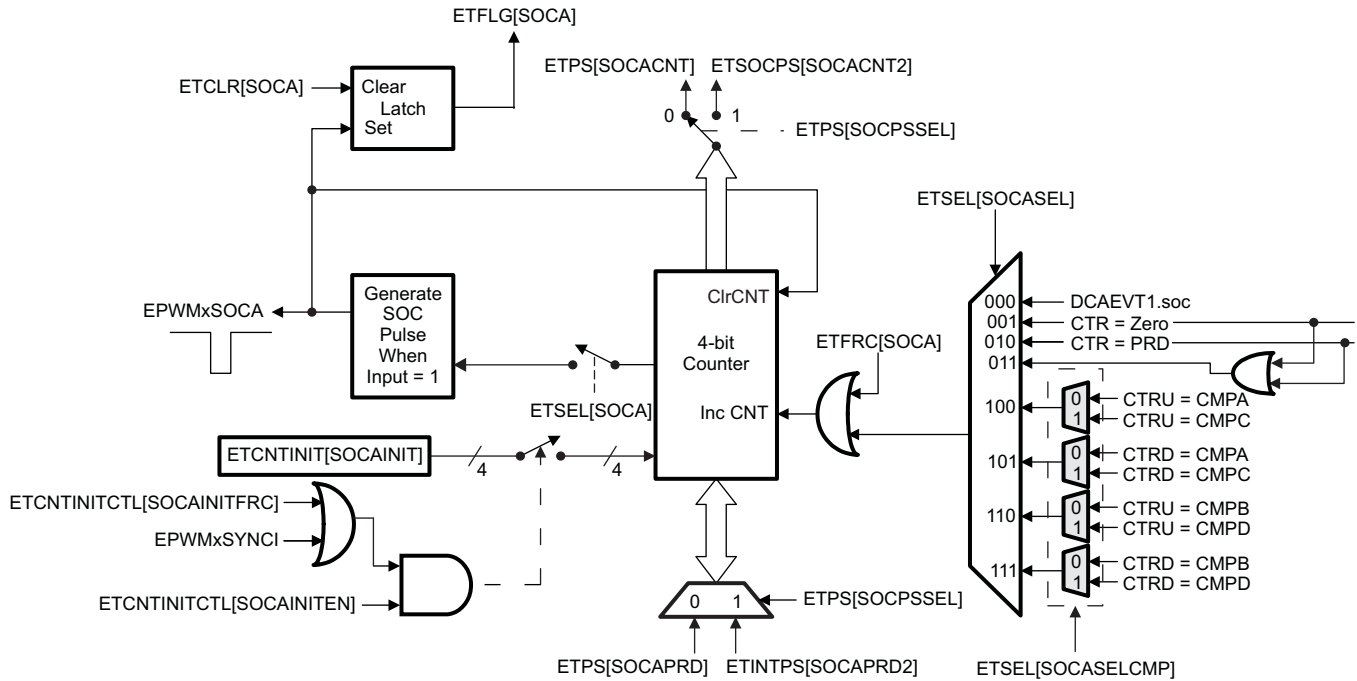 ETFLG[SOCA]
ETCLR[SOCA]
Clear
Latch
Set
ETPS[SOCACNT]
ETSOCPS[SOCACNT2]
0
1
ETPS[SOCPSSEL]
ETSEL[SOCASEL]
EPWMxSOCA
Generate
SOC
Pulse
When
Input = 1
ClrCNT
4-bit
Counter
Inc CNT
ETSEL[SOCA]
ETFRC[SOCA]
000
DCAEVT1.soc
001
CTR = Zero
010
CTR = PRD
011
100
0
CTRU = CMPA
1
CTRU = CMPC
101
0
CTRD = CMPA
1
CTRD = CMPC
110
0
CTRU = CMPB
1
CTRU = CMPD
111
0
CTRD = CMPB
1
CTRD = CMPD
ETCNTINIT[SOCAINIT]
4
4
ETCNTINITCTL[SOCAINITFRC]
EPWMxSYNCI
ETCNTINITCTL[SOCAINITEN]
0
1
ETPS[SOCPSSEL]
ETPS[SOCAPRD]
ETINTPS[SOCAPRD2]
ETSEL[SOCASELCMP]